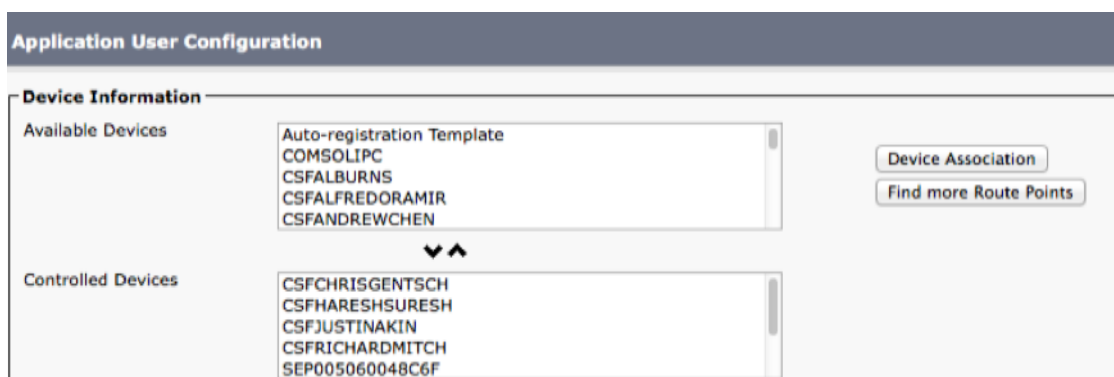 Application User Configuration
Device Information
Available Devices
Auto-registration Template
COMSOLIPC
CSFALBURNS
CSFALFREDORAMIR
CSFANDREWCHEN
Device Association
Find more Route Points
Controlled Devices
CSFCHRISGENTSCH
CSFHARESHSURESH
CSFJUSTINAKIN
CSFRICHARDMITCH
SEP005060048C6F